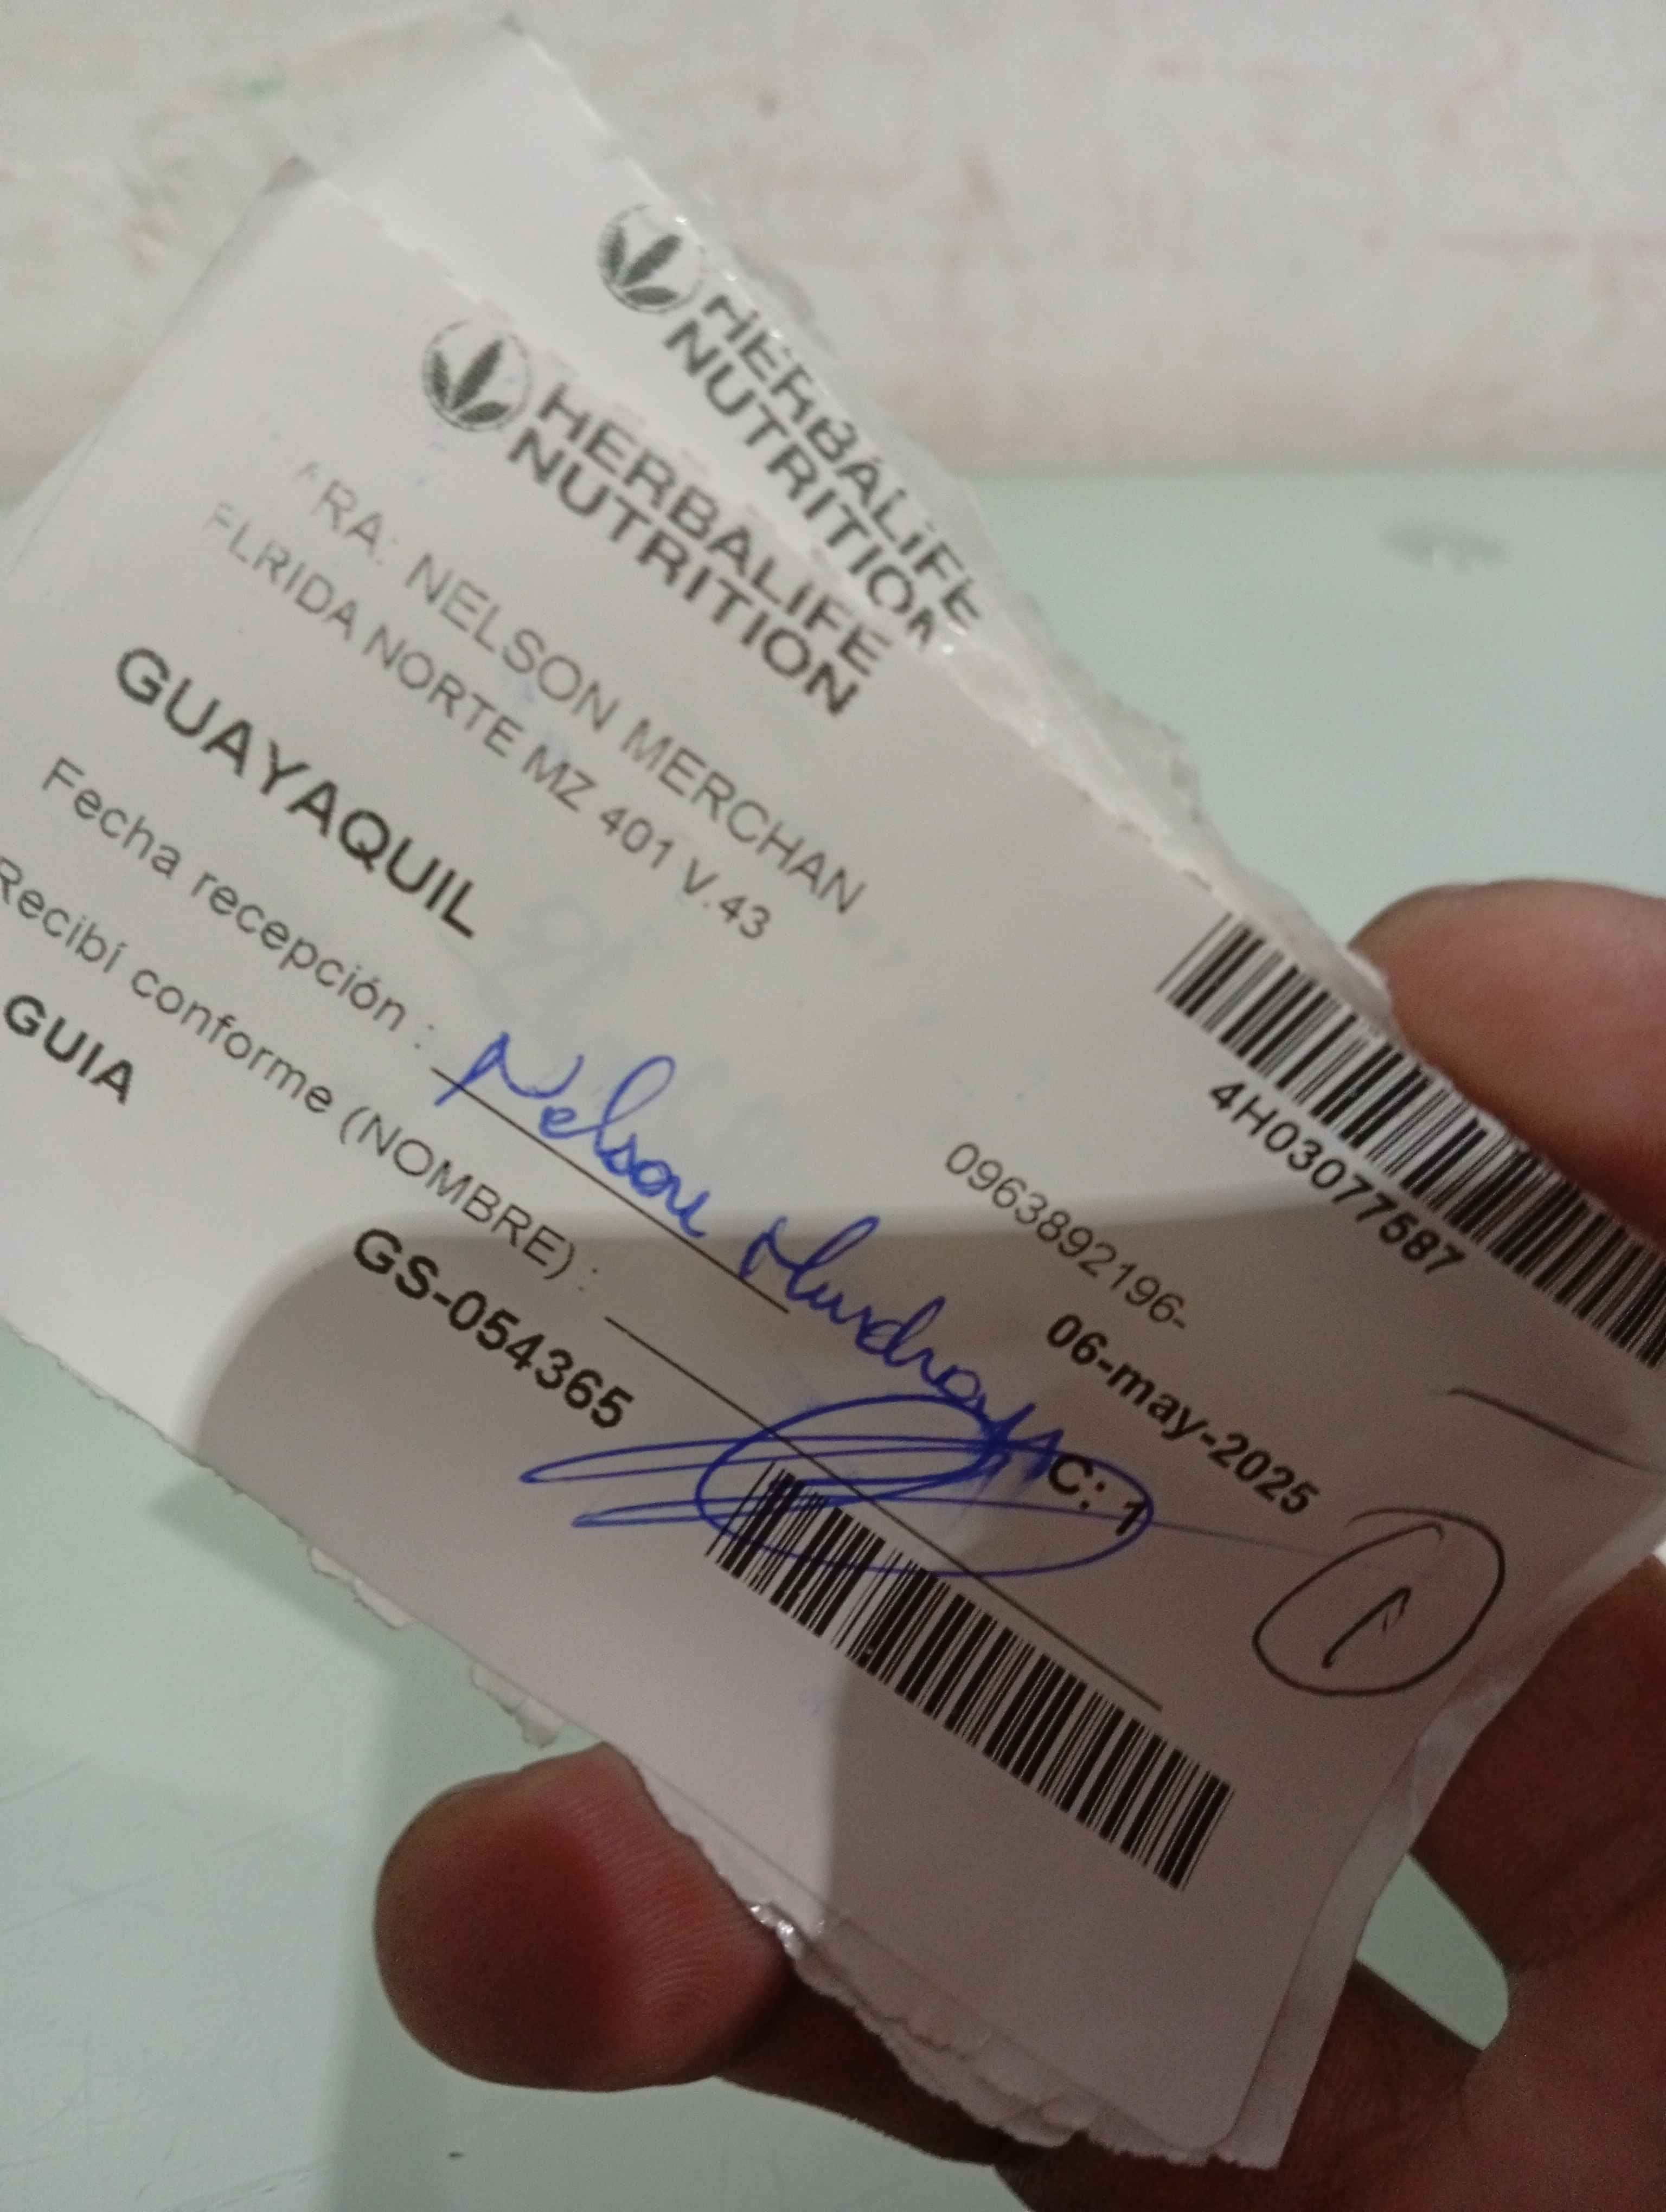 HERBALIFE
NUTRITION
HERBALIFE
NUTRITION
4H03077587
RA: NELSON MERCHAN
FLRIDA NORTE MZ 401 V.43
0963892196-
GUAYAQUIL
06-may-2025
Fecha recepción :
Nelson
Recibí conforme (NOMBRE) :
C: 1
1
GUIA
GS-054365